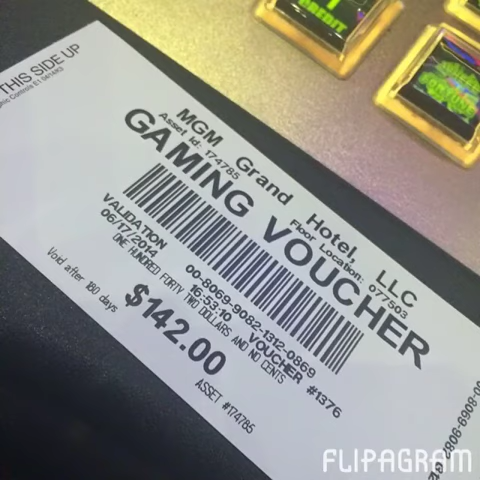 THIS SIDE UP
MGM Grand Hotel, LLC
Asset Id: 174785
Floor Location: 077503
GAMING VOUCHER
VALIDATION
00-8069-9082-1312-0869
06/17/2014
16:53:10
VOUCHER #1376
ONE HUNDRED FORTY TWO DOLLARS AND NO CENTS
Void after 180 days
$142.00
ASSET #174785
CREDIT
FLIPAGRAM